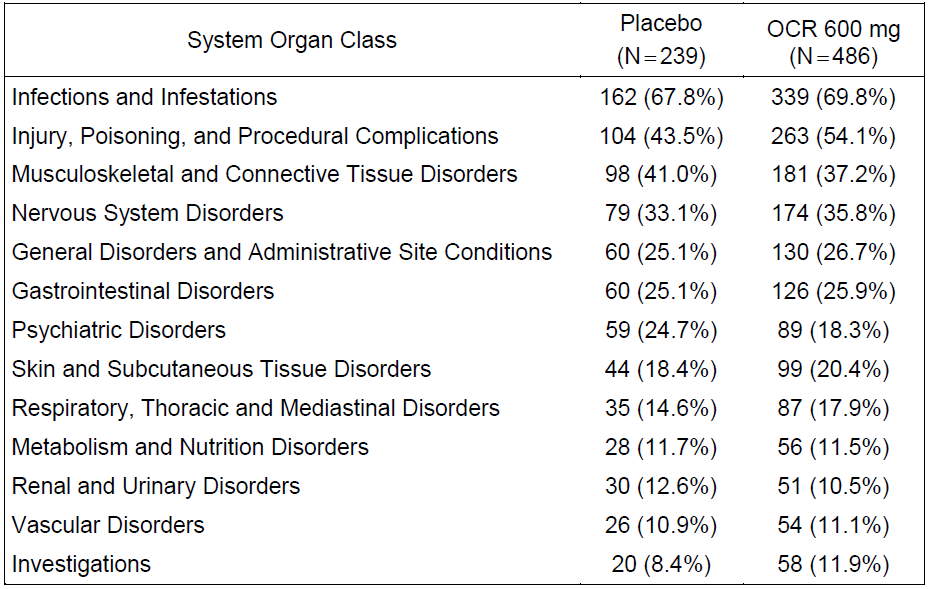 System Organ Class Placebo (N=239) OCR 600 mg (N=486)
Infections and Infestations 162 (67.8%) 339 (69.8%)
Injury, Poisoning, and Procedural Complications 104 (43.5%) 263 (54.1%)
Musculoskeletal and Connective Tissue Disorders 98 (41.0%) 181 (37.2%)
Nervous System Disorders 79 (33.1%) 174 (35.8%)
General Disorders and Administrative Site Conditions 60 (25.1%) 130 (26.7%)
Gastrointestinal Disorders 60 (25.1%) 126 (25.9%)
Psychiatric Disorders 59 (24.7%) 89 (18.3%)
Skin and Subcutaneous Tissue Disorders 44 (18.4%) 99 (20.4%)
Respiratory, Thoracic and Mediastinal Disorders 35 (14.6%) 87 (17.9%)
Metabolism and Nutrition Disorders 28 (11.7%) 56 (11.5%)
Renal and Urinary Disorders 30 (12.6%) 51 (10.5%)
Vascular Disorders 26 (10.9%) 54 (11.1%)
Investigations 20 (8.4%) 58 (11.9%)